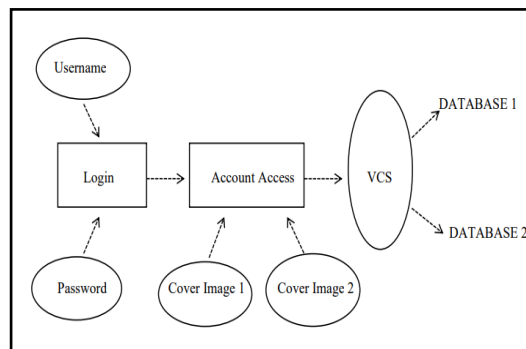 Username
DATABASE 1
Login
Account Access
VCS
DATABASE 2
Password
Cover Image 1
Cover Image 2